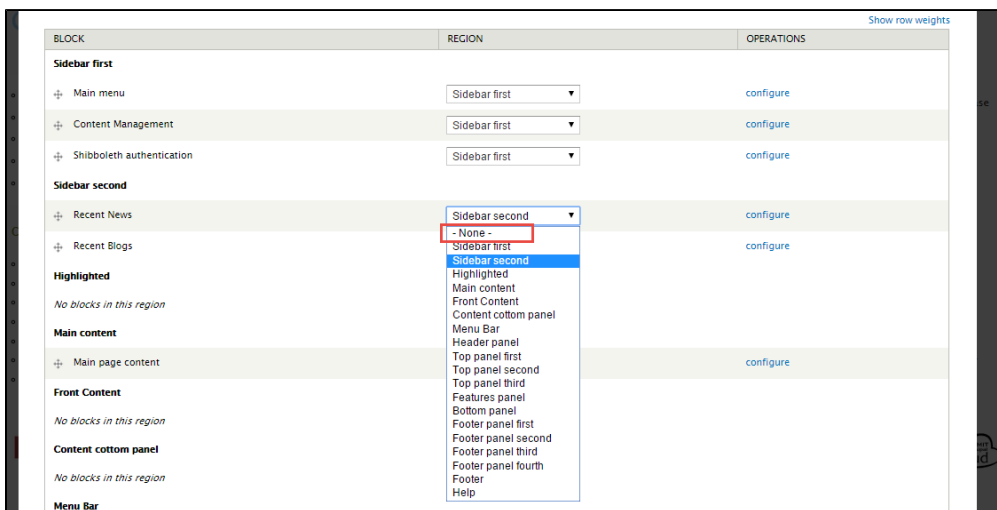 Show row weights
BLOCK REGION OPERATIONS
Sidebar first
Main menu Sidebar first configure
Content Management Sidebar first configure
Shibboleth authentication Sidebar first configure
Sidebar second
Recent News Sidebar second configure
- None -
Recent Blogs Sidebar first configure
Sidebar second
Highlighted Highlighted
Main content
No blocks in this region Front Content
Content cottom panel
Main content Menu Bar
Header panel
Main page content Top panel first configure
Top panel second
Top panel third
Front Content Features panel
Bottom panel
No blocks in this region Footer panel first
Footer panel second
Content cottom panel Footer panel third
Footer panel fourth
No blocks in this region Footer
Help
Menu Bar